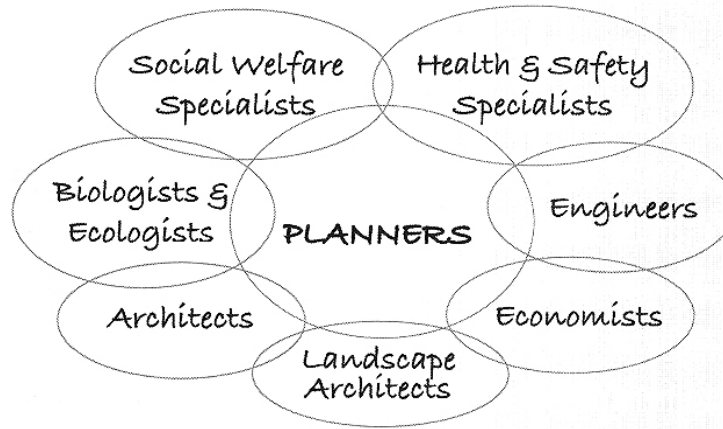 Social Welfare
Specialists
Health & Safety
Specialists
Biologists &
Ecologists
PLANNERS
Engineers
Architects
Economists
Landscape
Architects